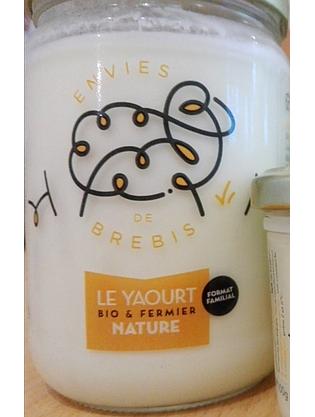 ENVIES
DE
BREBIS
LE YAOURT
BIO & FERMIER
NATURE
FORMAT
FAMILIAL